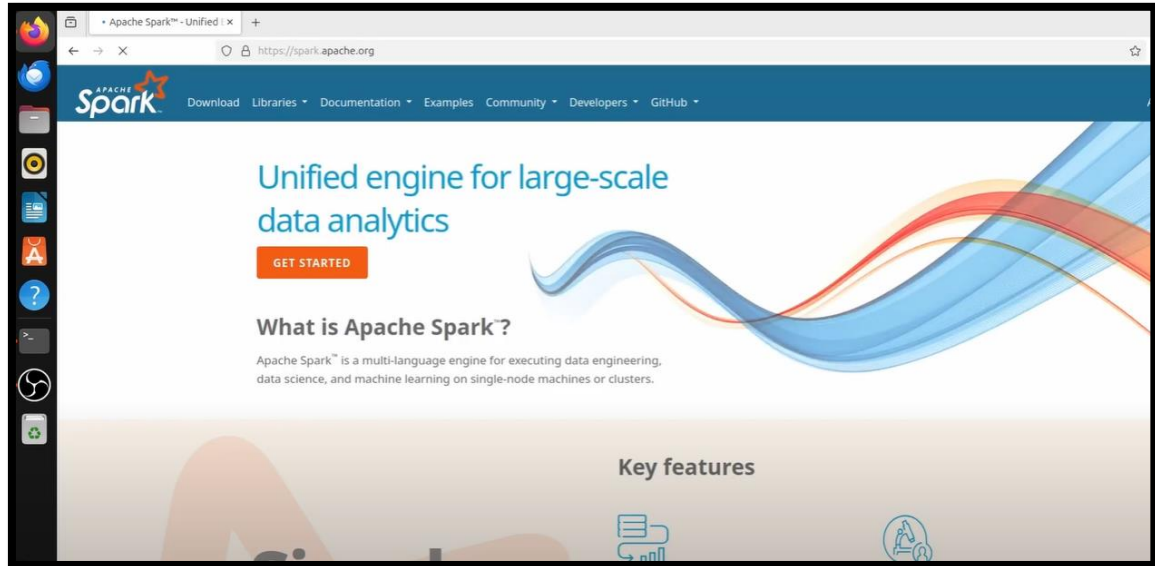 Apache Spark™ - Unified
https://spark.apache.org
APACHE
Spark
Download Libraries Documentation Examples Community Developers GitHub
Unified engine for large-scale
data analytics
GET STARTED
What is Apache Spark™?
Apache Spark™ is a multi-language engine for executing data engineering,
data science, and machine learning on single-node machines or clusters.
Key features